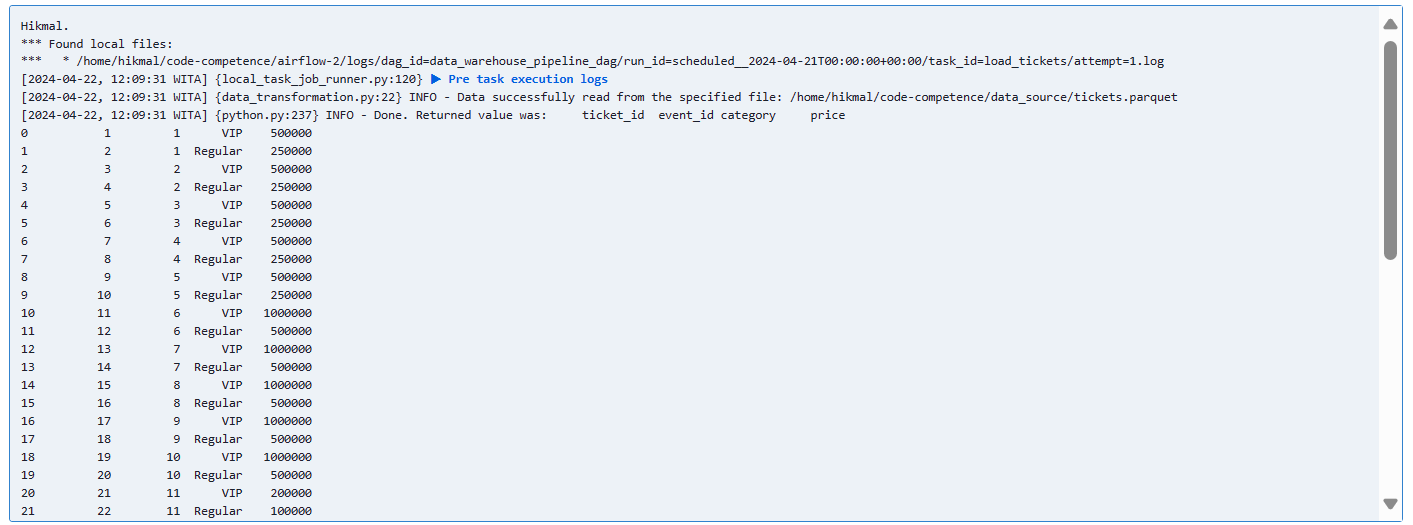 Hikmal.
*** Found local files:
***   * /home/hikmal/code-competence/airflow-2/logs/dag_id=data_warehouse_pipeline_dag/run_id=scheduled__2024-04-21T00:00:00+00:00/task_id=load_tickets/attempt=1.log
[2024-04-22, 12:09:31 WITA] {local_task_job_runner.py:120} ▶ Pre task execution logs
[2024-04-22, 12:09:31 WITA] {data_transformation.py:22} INFO - Data successfully read from the specified file: /home/hikmal/code-competence/data_source/tickets.parquet
[2024-04-22, 12:09:31 WITA] {python.py:237} INFO - Done. Returned value was:     ticket_id  event_id category     price
0           1         1      VIP    500000
1           2         1  Regular    250000
2           3         2      VIP    500000
3           4         2  Regular    250000
4           5         3      VIP    500000
5           6         3  Regular    250000
6           7         4      VIP    500000
7           8         4  Regular    250000
8           9         5      VIP    500000
9          10         5  Regular    250000
10         11         6      VIP   1000000
11         12         6  Regular    500000
12         13         7      VIP   1000000
13         14         7  Regular    500000
14         15         8      VIP   1000000
15         16         8  Regular    500000
16         17         9      VIP   1000000
17         18         9  Regular    500000
18         19        10      VIP   1000000
19         20        10  Regular    500000
20         21        11      VIP    200000
21         22        11  Regular    100000